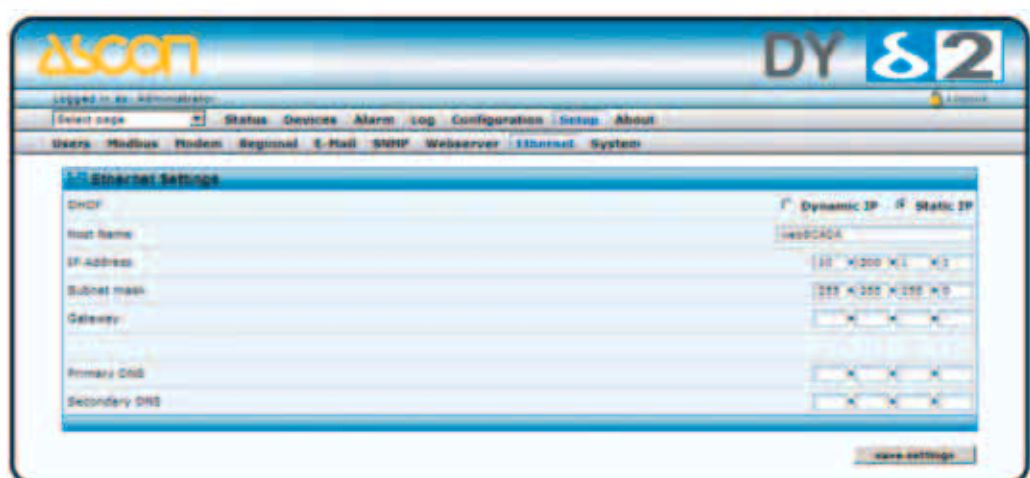 ASCON
DY 82
Logged in as: Administrator
Logout
Select page Status Devices Alarm Log Configuration Setup About
Users Modbus Modem Regional E-Mail SNMP Webserver Ethernet System
Ethernet Settings
DHCP Dynamic IP Static IP
Host Name webSCADA
IP-Address 10 200 1 1
Subnet mask 255 255 255 0
Gateway
Primary DNS
Secondary DNS
save settings